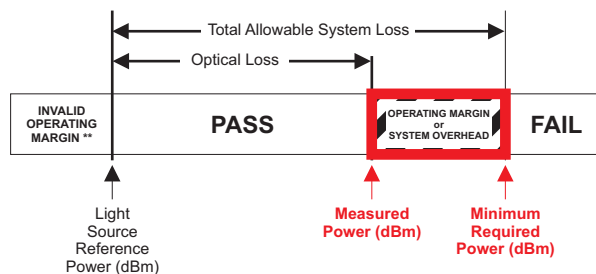 Total Allowable System Loss
Optical Loss
INVALID
OPERATING
MARGIN **
PASS
OPERATING MARGIN
or
SYSTEM OVERHEAD
FAIL
Light
Source
Reference
Power (dBm)
Measured
Power (dBm)
Minimum
Required
Power (dBm)